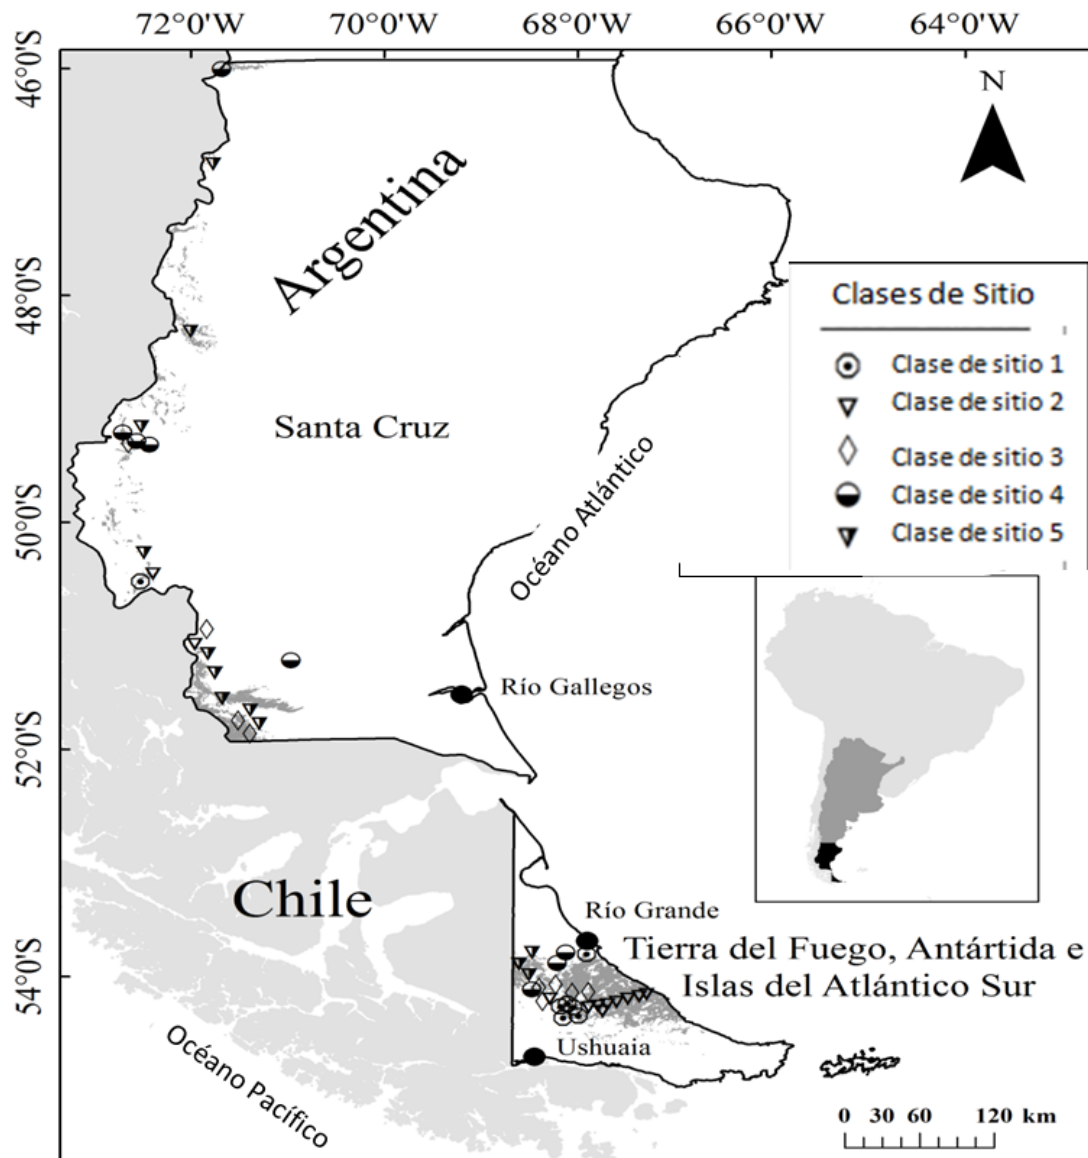 72°0'W 70°0'W 68°0'W 66°0'W 64°0'W
46°0'S
N
Argentina
48°0'S
Clases de Sitio
Clase de sitio 1
Clase de sitio 2
Clase de sitio 3
Clase de sitio 4
Clase de sitio 5
Santa Cruz
Océano Atlántico
50°0'S
Río Gallegos
52°0'S
Chile
Río Grande
Tierra del Fuego, Antártida e
Islas del Atlántico Sur
54°0'S
Ushuaia
Océano Pacífico
0 30 60 120 km